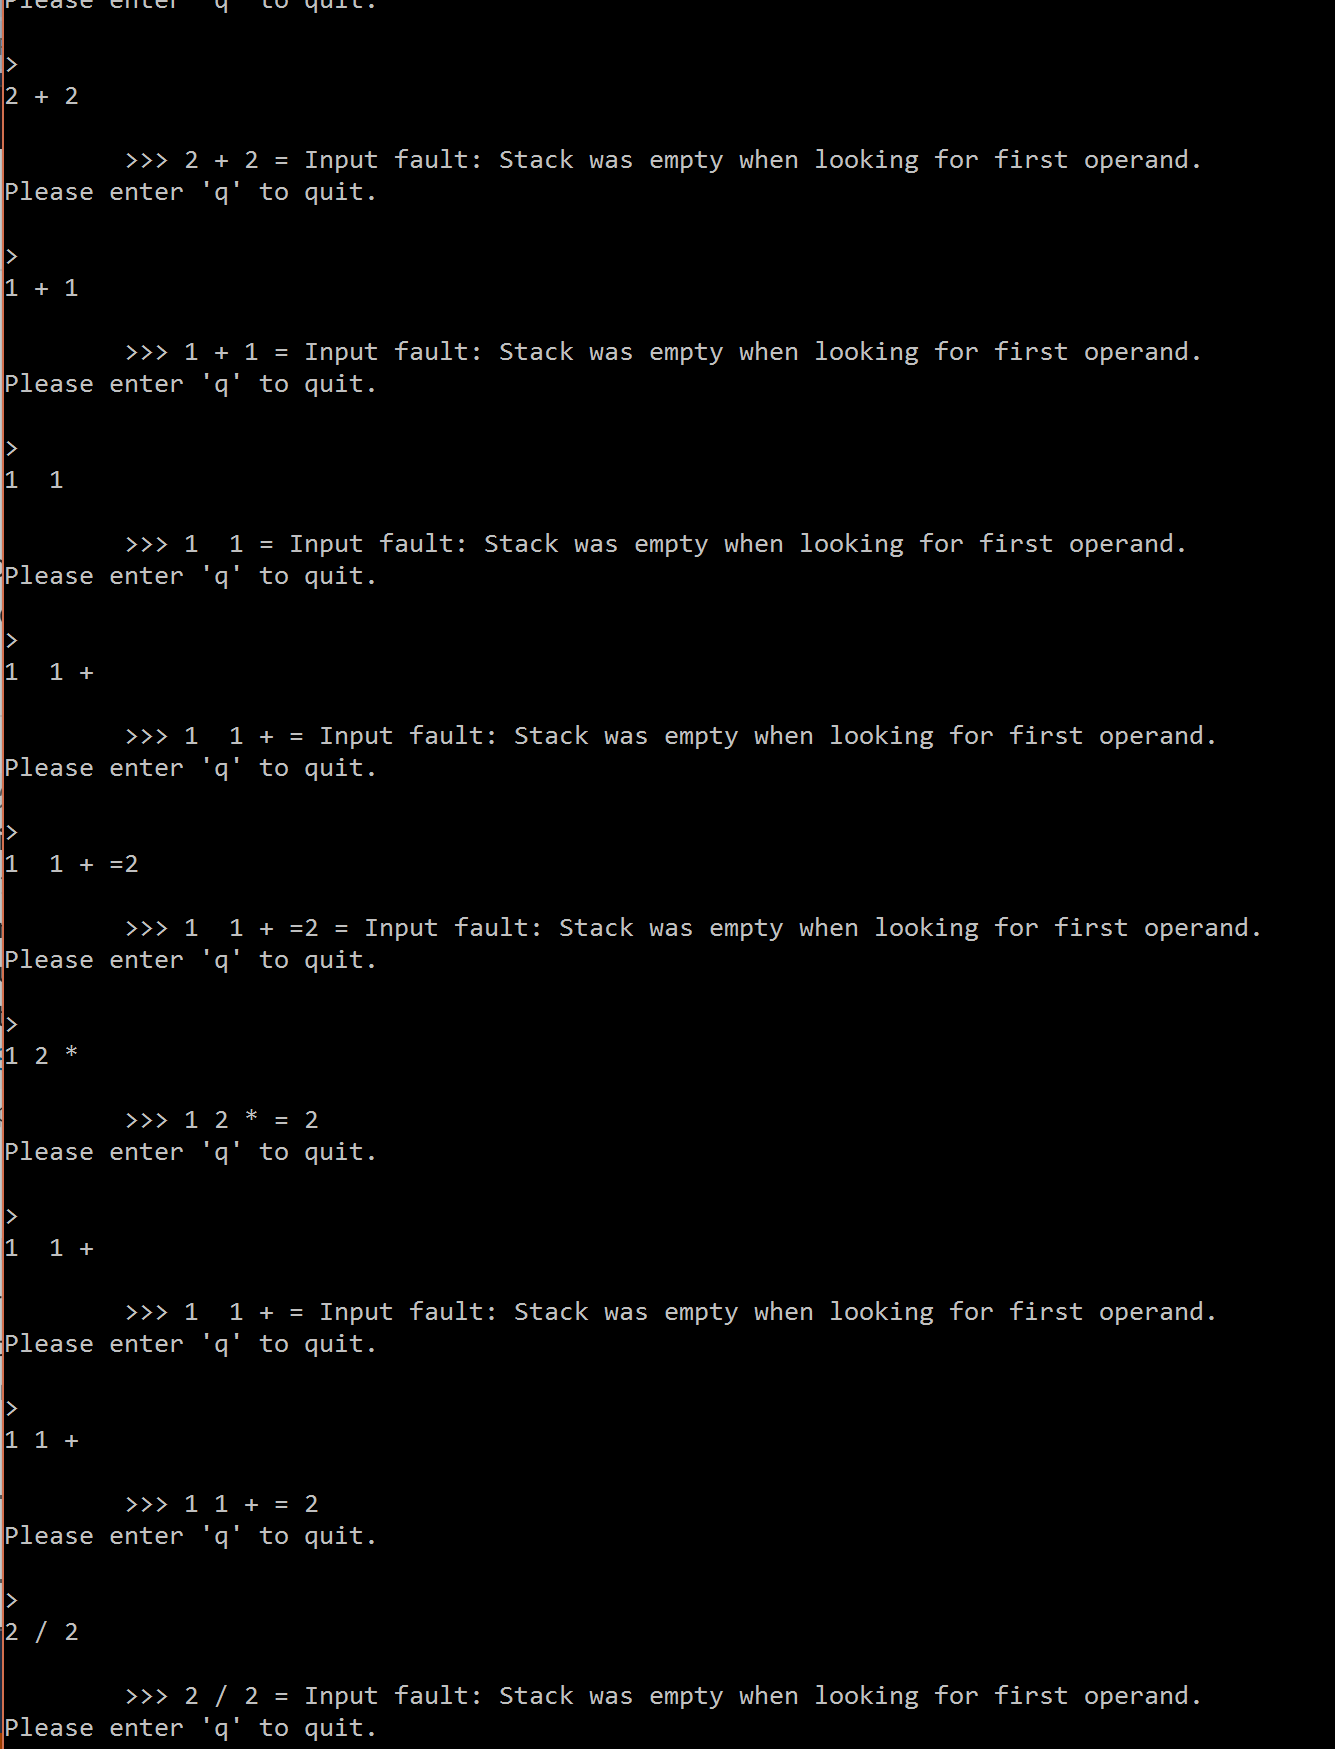 Please enter 'q' to quit.
>
2 + 2
>>> 2 + 2 = Input fault: Stack was empty when looking for first operand.
Please enter 'q' to quit.
>
1 + 1
>>> 1 + 1 = Input fault: Stack was empty when looking for first operand.
Please enter 'q' to quit.
>
1  1
>>> 1  1 = Input fault: Stack was empty when looking for first operand.
Please enter 'q' to quit.
>
1  1 +
>>> 1  1 + = Input fault: Stack was empty when looking for first operand.
Please enter 'q' to quit.
>
1  1 + =2
>>> 1  1 + =2 = Input fault: Stack was empty when looking for first operand.
Please enter 'q' to quit.
>
1 2 *
>>> 1 2 * = 2
Please enter 'q' to quit.
>
1  1 +
>>> 1  1 + = Input fault: Stack was empty when looking for first operand.
Please enter 'q' to quit.
>
1 1 +
>>> 1 1 + = 2
Please enter 'q' to quit.
>
2 / 2
>>> 2 / 2 = Input fault: Stack was empty when looking for first operand.
Please enter 'q' to quit.